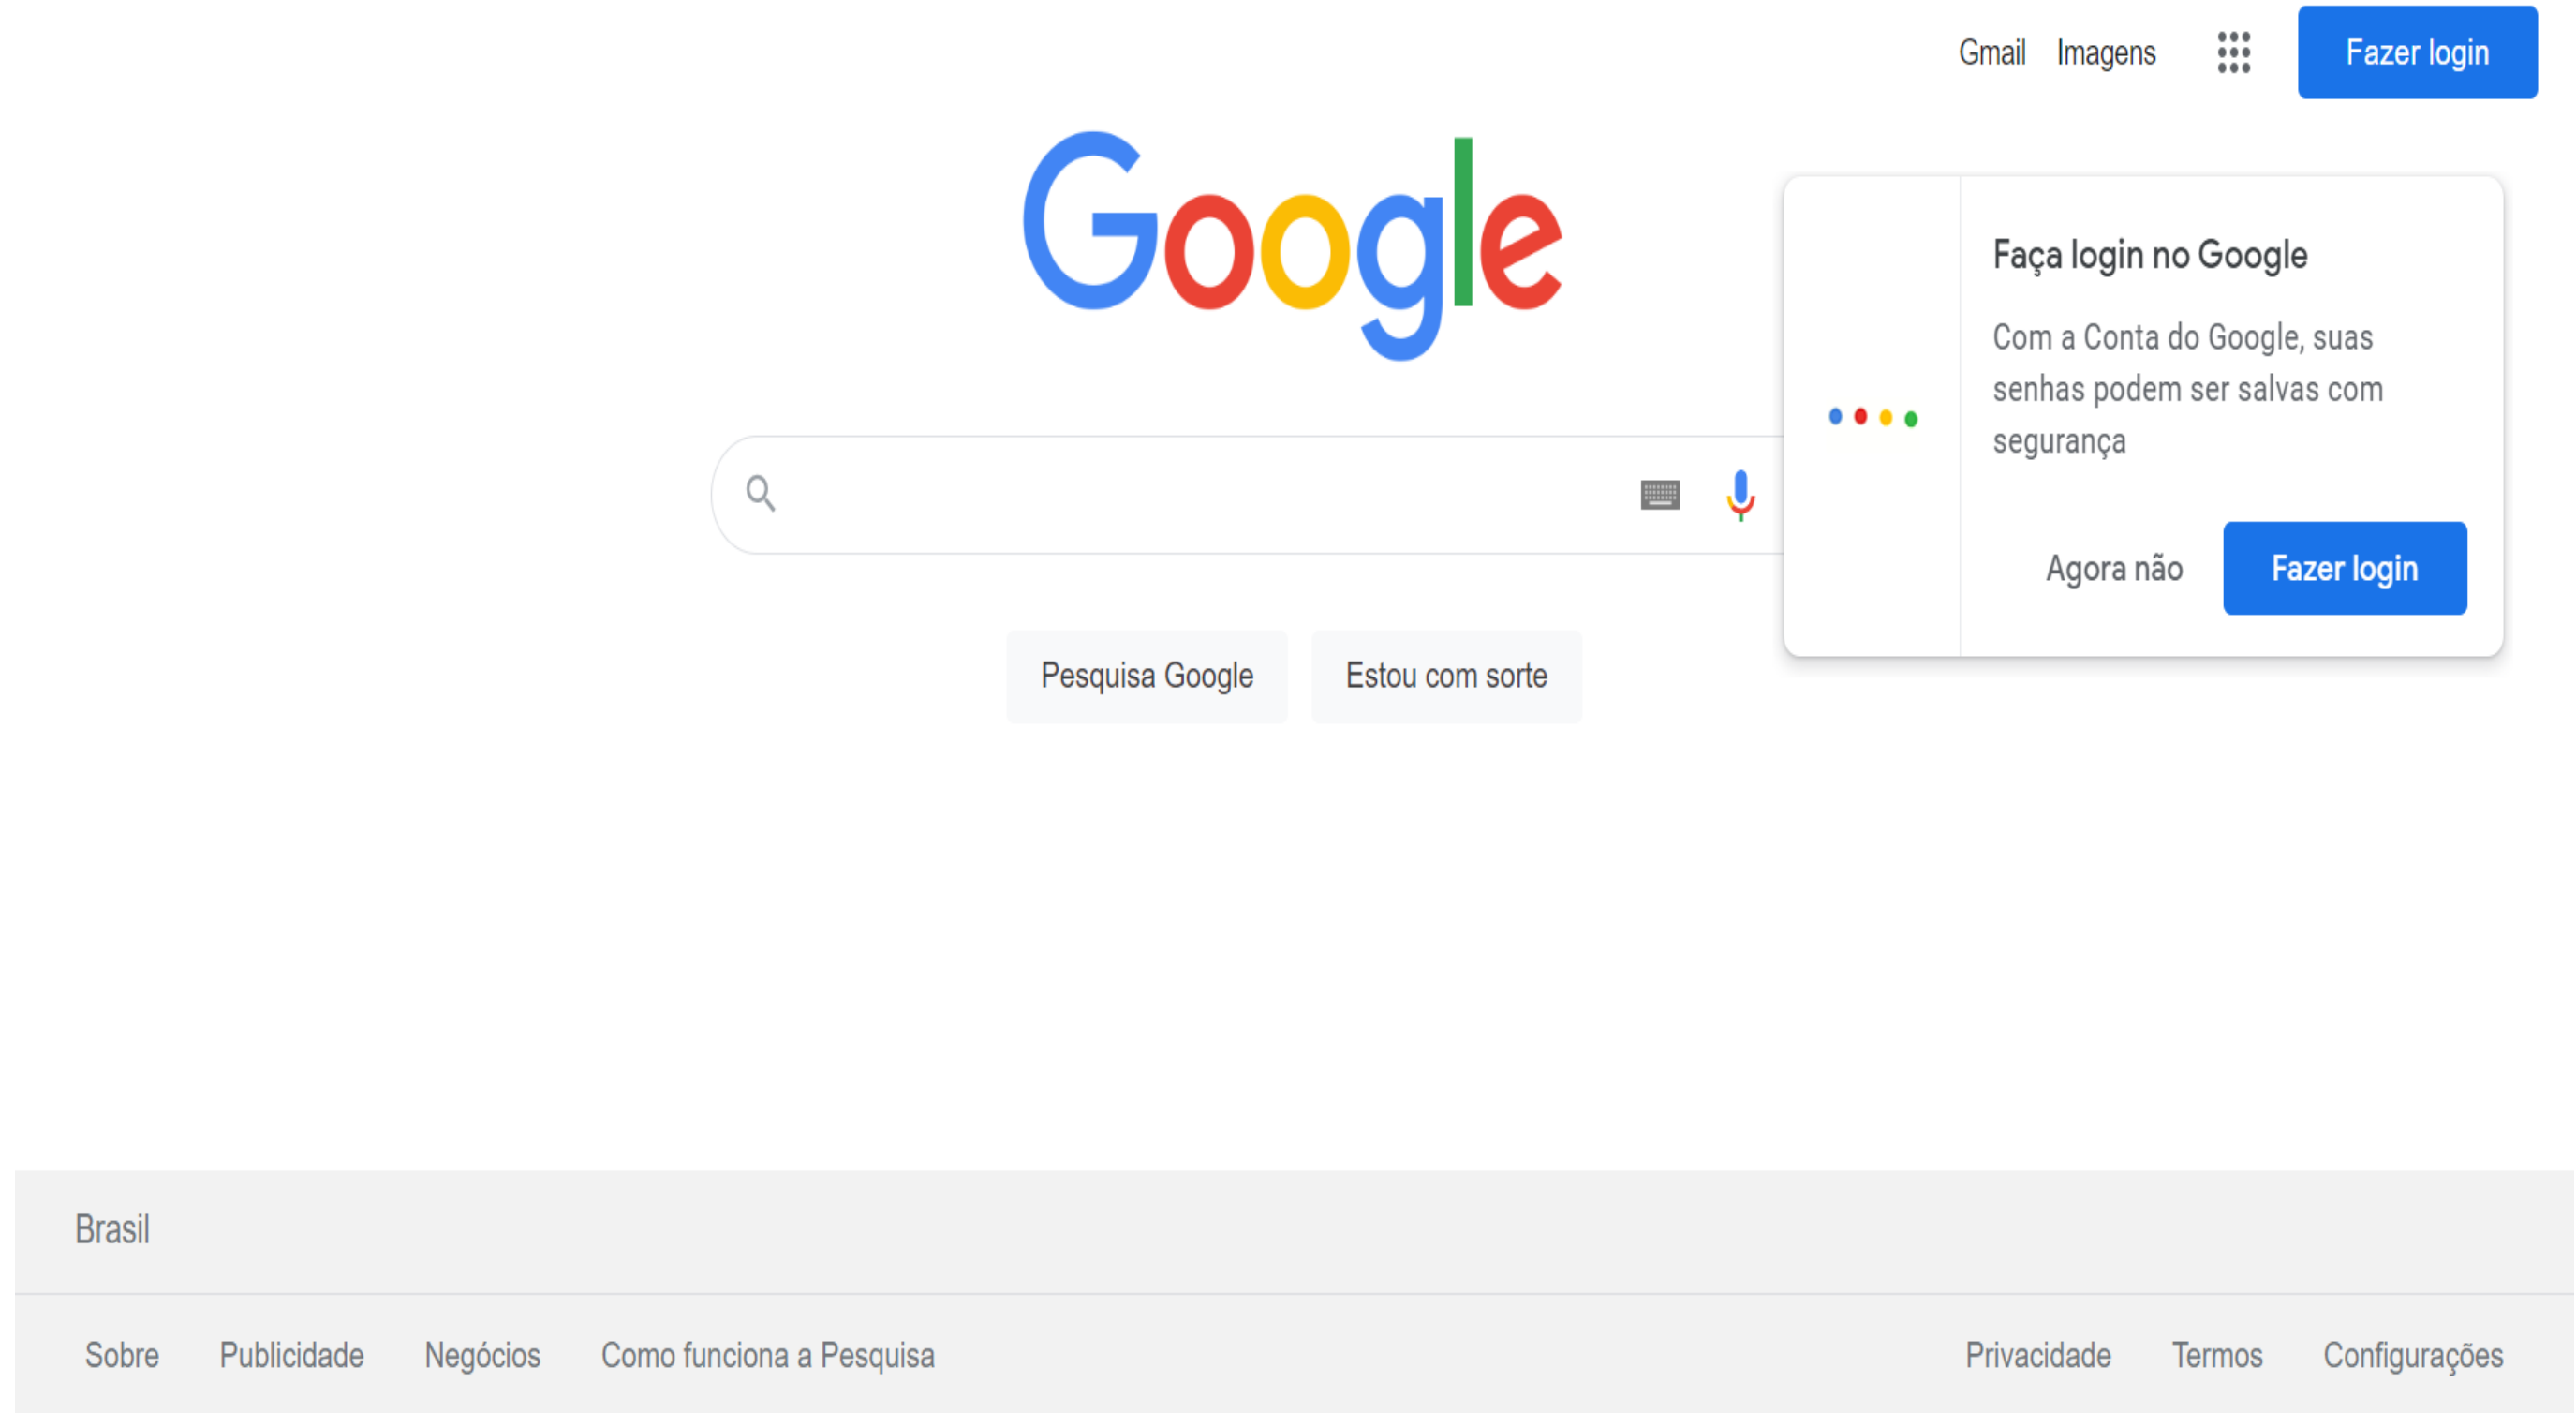 Gmail Imagens Fazer login
Google
Faça login no Google
Com a Conta do Google, suas
senhas podem ser salvas com
segurança
Agora não Fazer login
Pesquisa Google Estou com sorte
Brasil
Sobre Publicidade Negócios Como funciona a Pesquisa Privacidade Termos Configurações